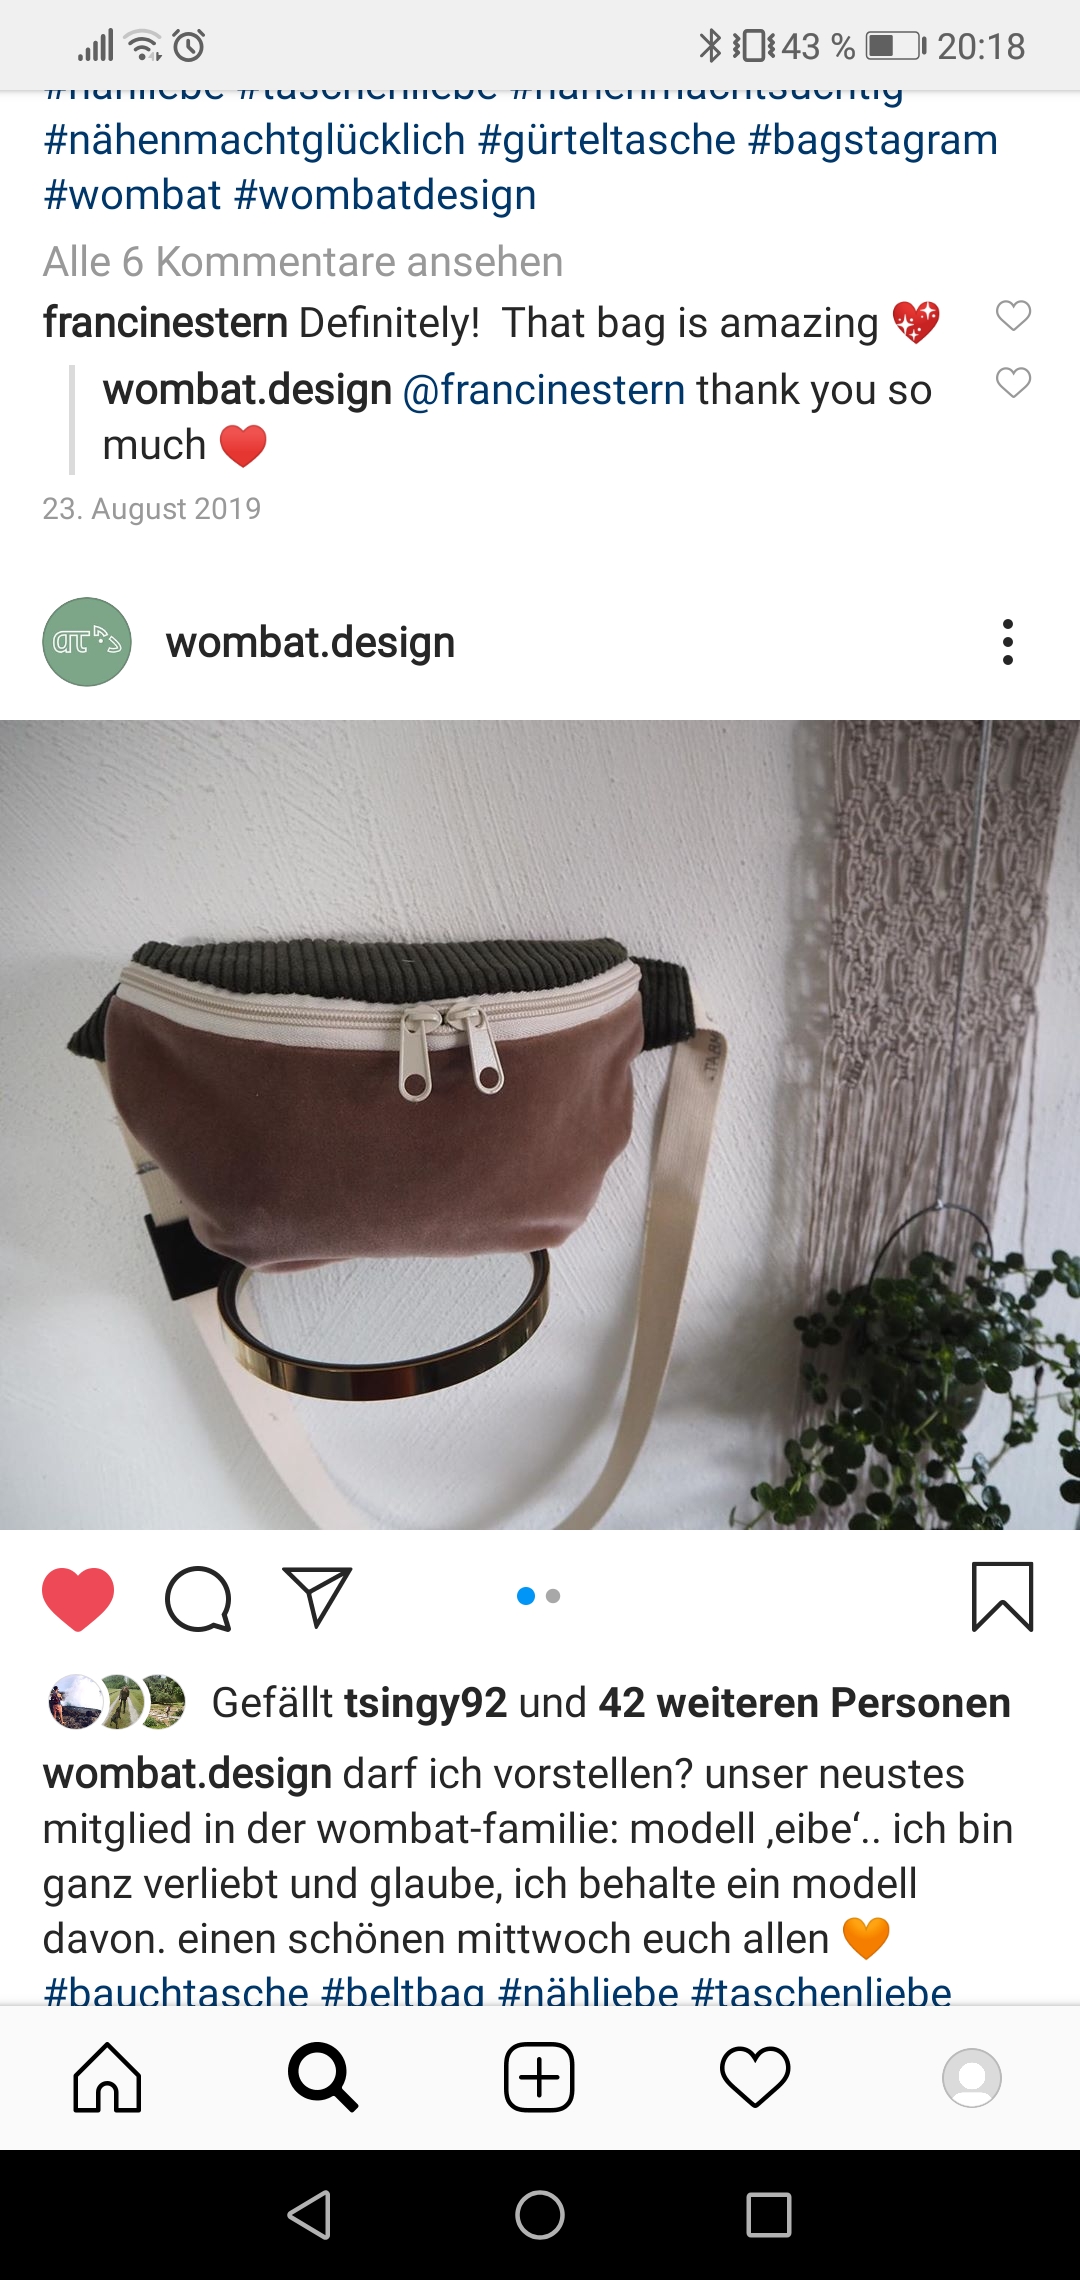 43 % 20:18
#nähliebe #taschenliebe #nähenmachtsüchtig
#nähenmachtglücklich #gürteltasche #bagstagram
#wombat #wombatdesign
Alle 6 Kommentare ansehen
francinestern Definitely! That bag is amazing 💖
wombat.design @francinestern thank you so
much ❤️
23. August 2019
wombat.design
Gefällt tsingy92 und 42 weiteren Personen
wombat.design darf ich vorstellen? unser neustes
mitglied in der wombat-familie: modell ‚eibe‘.. ich bin
ganz verliebt und glaube, ich behalte ein modell
davon. einen schönen mittwoch euch allen 🧡
#bauchtasche #beltbag #nähliebe #taschenliebe